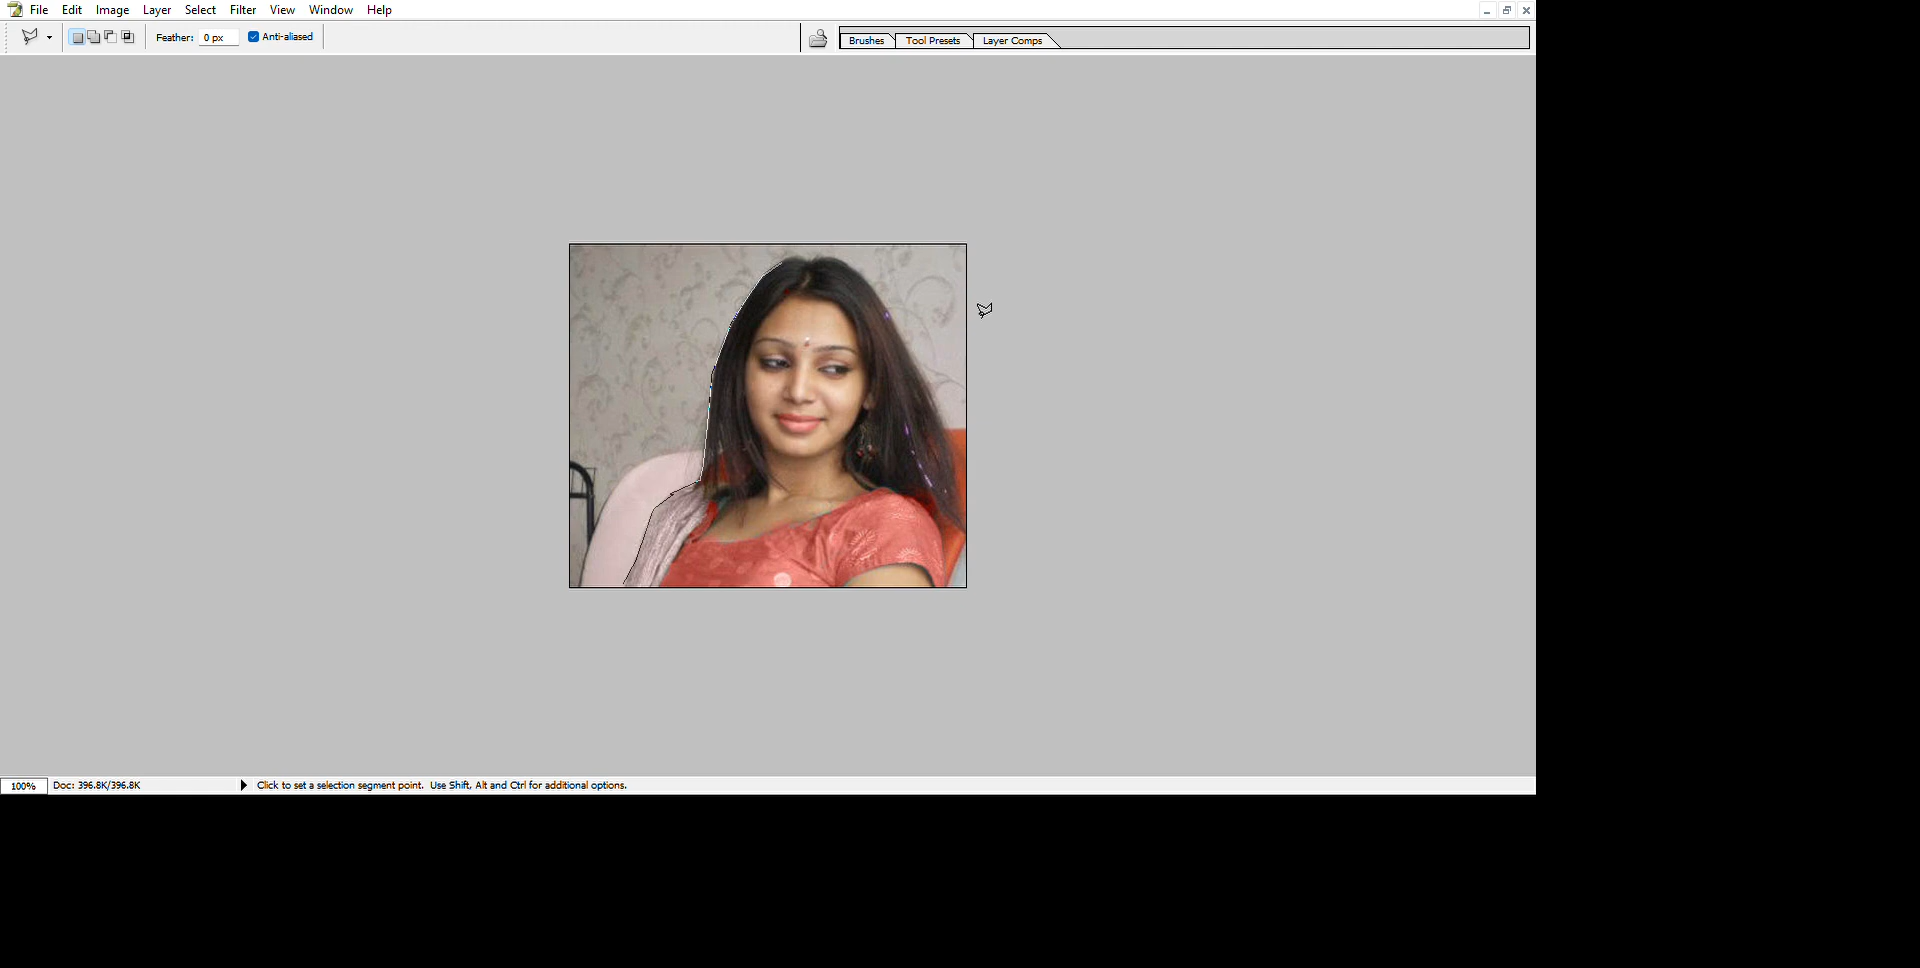 File Edit Image Layer Select Filter View Window Help
Feather: 0 px Anti-aliased Brushes Tool Presets Layer Comps
100% Doc: 396.8K/396.8K Click to set a selection segment point. Use Shift, Alt and Ctrl for additional options.